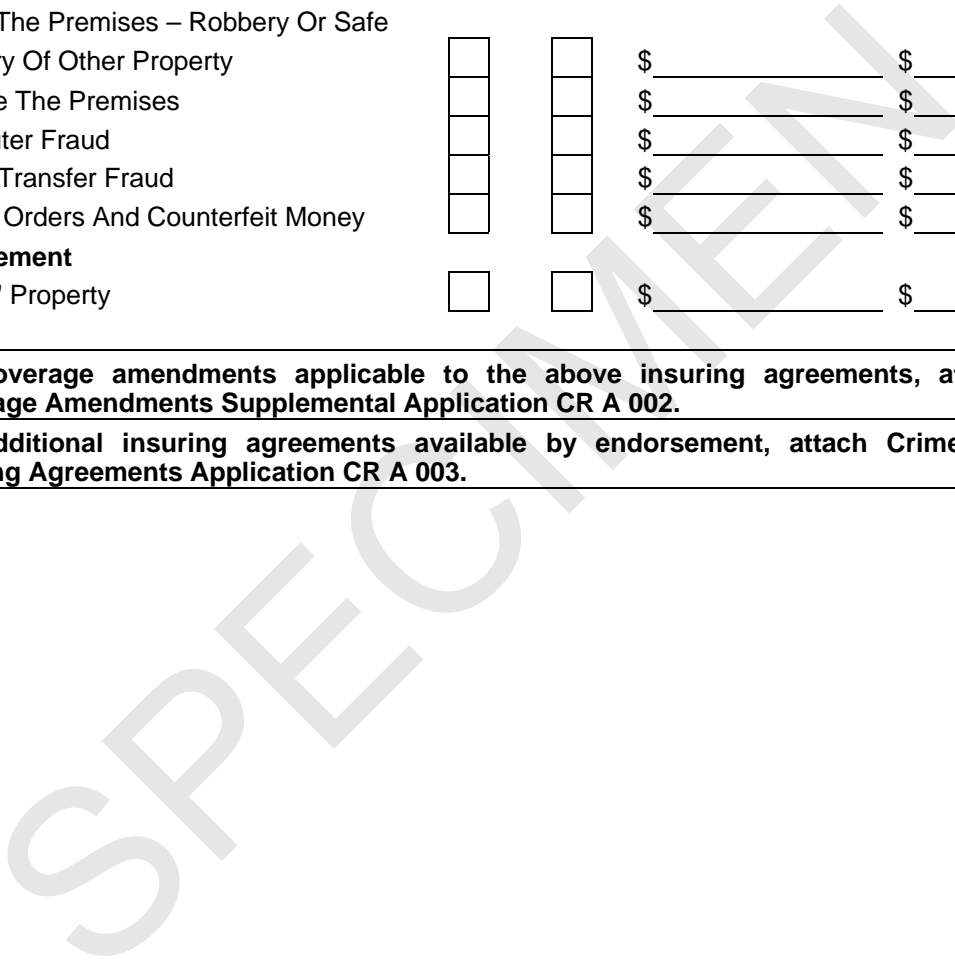 The Premises – Robbery Or Safe
ry Of Other Property $ $
e The Premises $ $
ter Fraud $ $
Transfer Fraud $ $
Orders And Counterfeit Money $ $
ement
" Property $ $
overage amendments applicable to the above insuring agreements, at
age Amendments Supplemental Application CR A 002.
dditional insuring agreements available by endorsement, attach Crime
ng Agreements Application CR A 003.
SPECIMEN